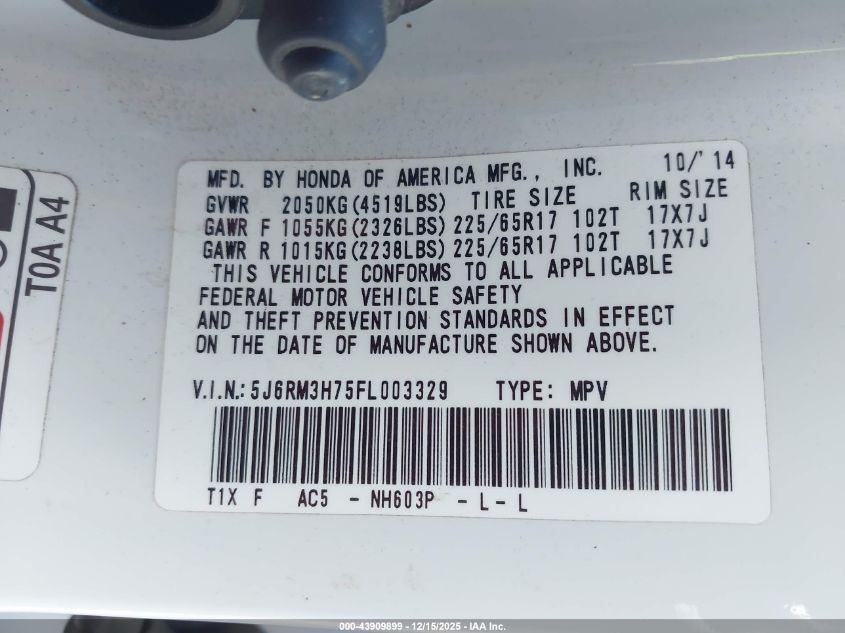 MFD. BY HONDA OF AMERICA MFG., INC. 10/'14
GVWR 2050KG(4519LBS) TIRE SIZE RIM SIZE
GAWR F 1055KG(2326LBS) 225/65R17 102T 17X7J
GAWR R 1015KG(2238LBS) 225/65R17 102T 17X7J
THIS VEHICLE CONFORMS TO ALL APPLICABLE
FEDERAL MOTOR VEHICLE SAFETY
AND THEFT PREVENTION STANDARDS IN EFFECT
ON THE DATE OF MANUFACTURE SHOWN ABOVE.
V.I.N.: 5J6RM3H75FL003329 TYPE: MPV
T1X F AC5 - NH603P - L - L
T0A A4
000-43909899 - 12/15/2025 - IAA Inc.